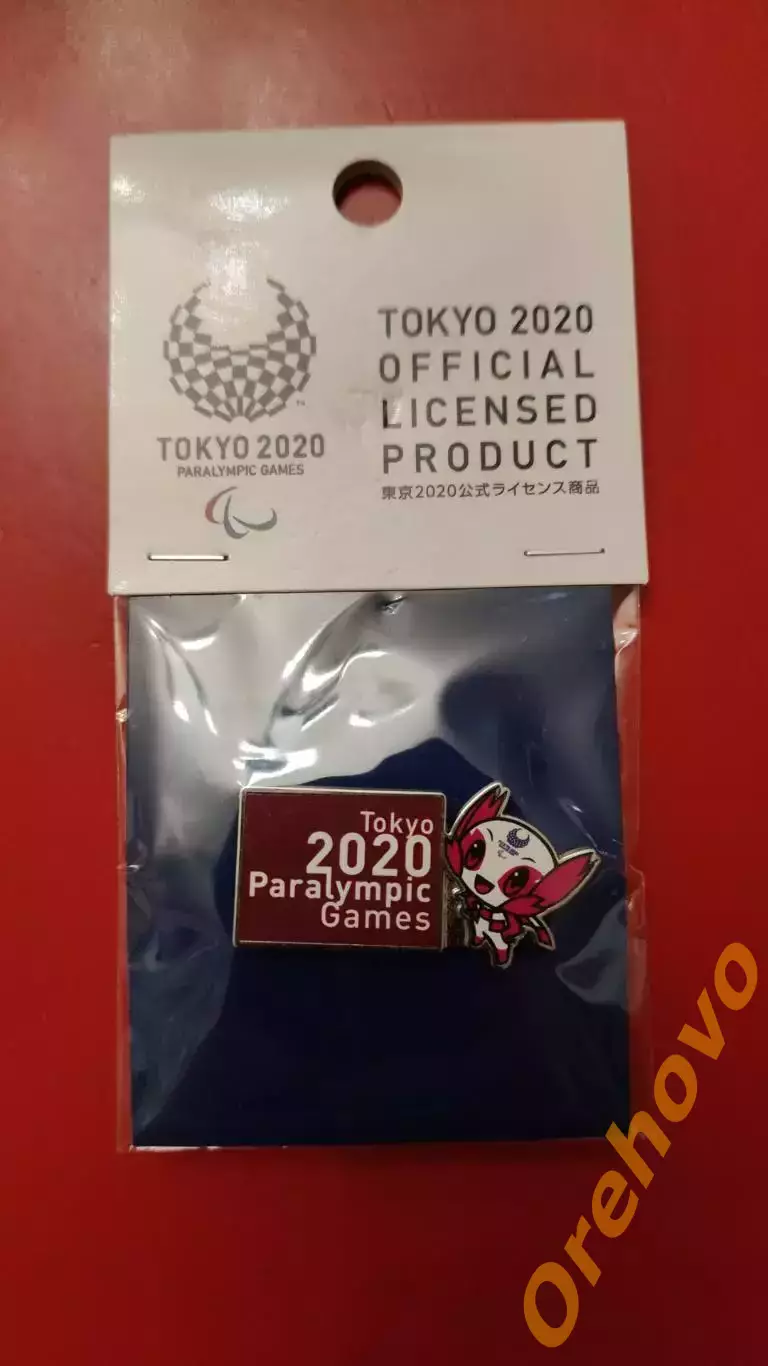 TOKYO 2020
PARALYMPIC GAMES
TOKYO 2020
OFFICIAL
LICENSED
PRODUCT
東京2020公式ライセンス商品
Tokyo
2020
Paralympic
Games
Orehovo